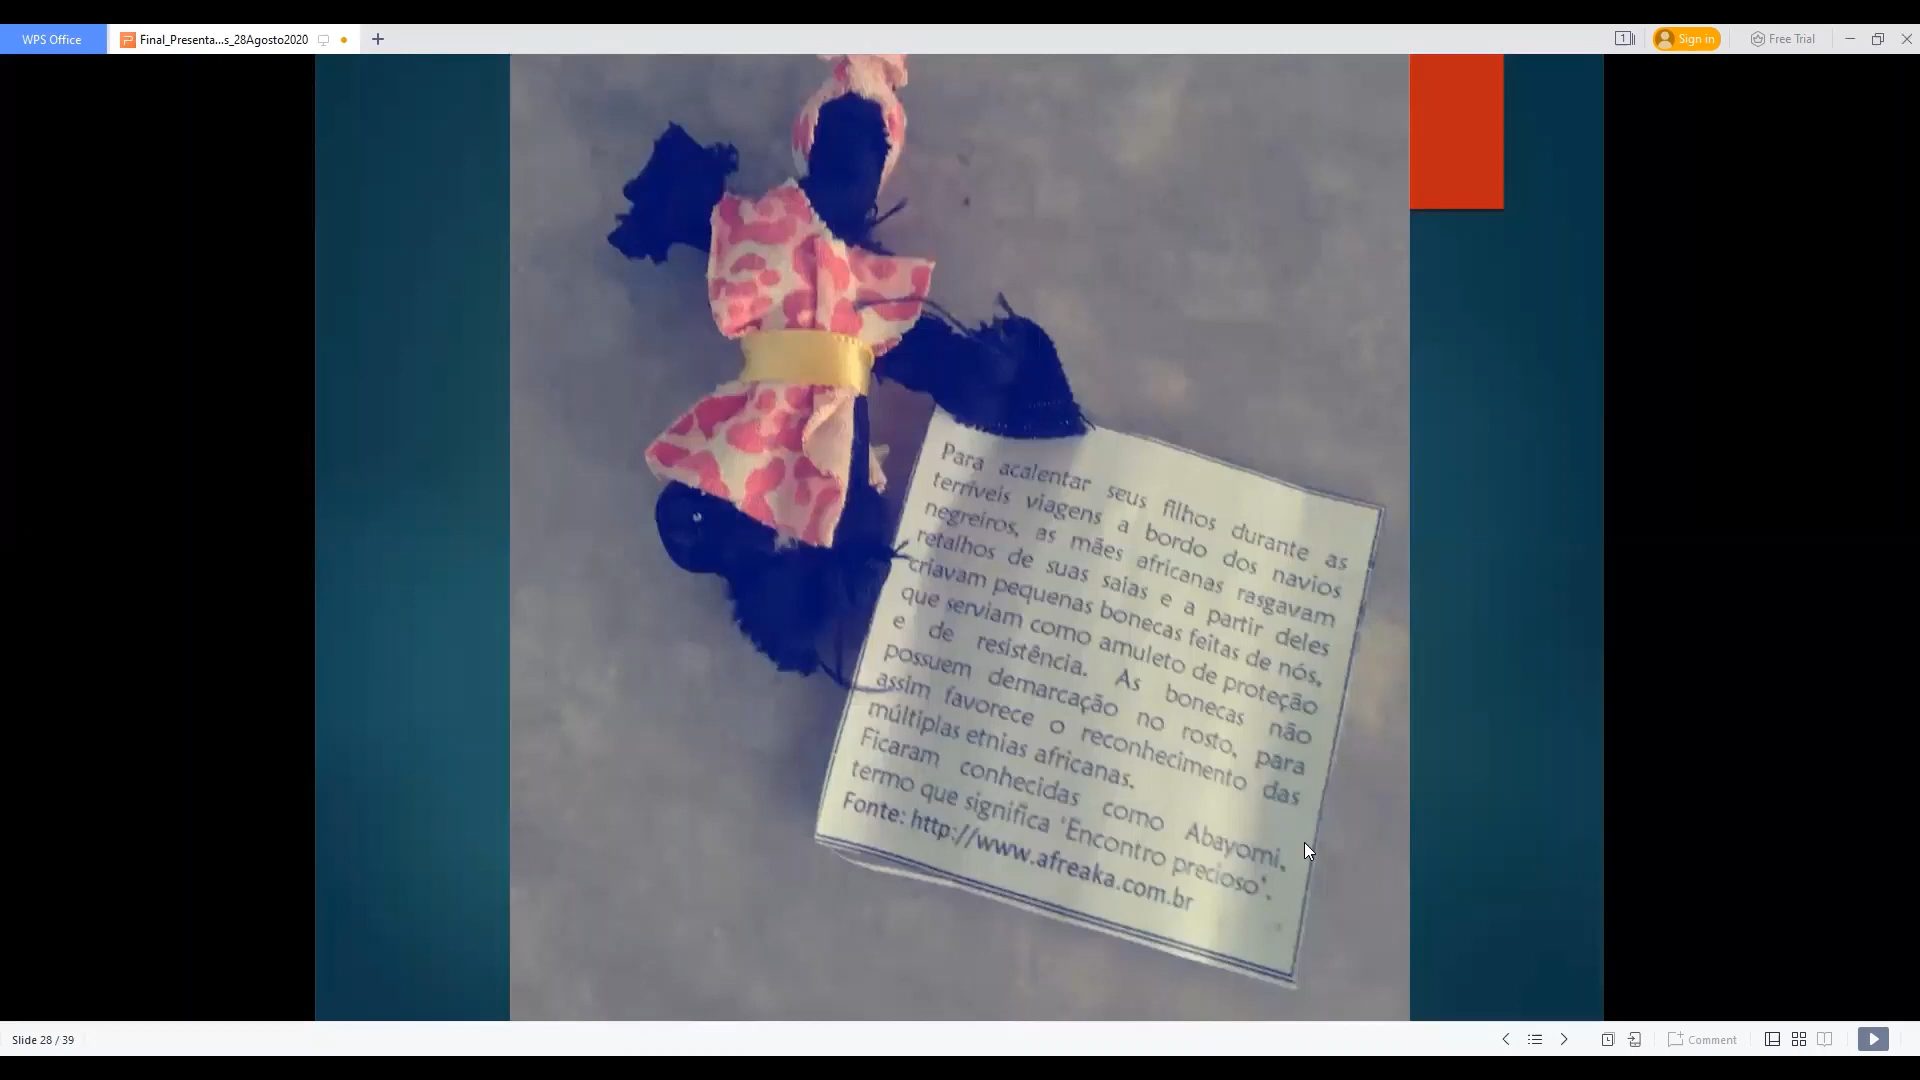 WPS Office
Final_Presenta...s_28Agosto2020
1
Sign in
Free Trial
Para acalentar seus filhos durante as
terríveis viagens a bordo dos navios
negreiros, as mães africanas rasgavam
retalhos de suas saias e a partir deles
criavam pequenas bonecas feitas de nós,
que serviam como amuleto de proteção
e de resistência. As bonecas não
possuem demarcação no rosto, para
assim favorece o reconhecimento das
múltiplas etnias africanas.
Ficaram conhecidas como Abayomi,
termo que significa 'Encontro precioso'.
Fonte: http://www.afreaka.com.br
Slide 28 / 39
Comment